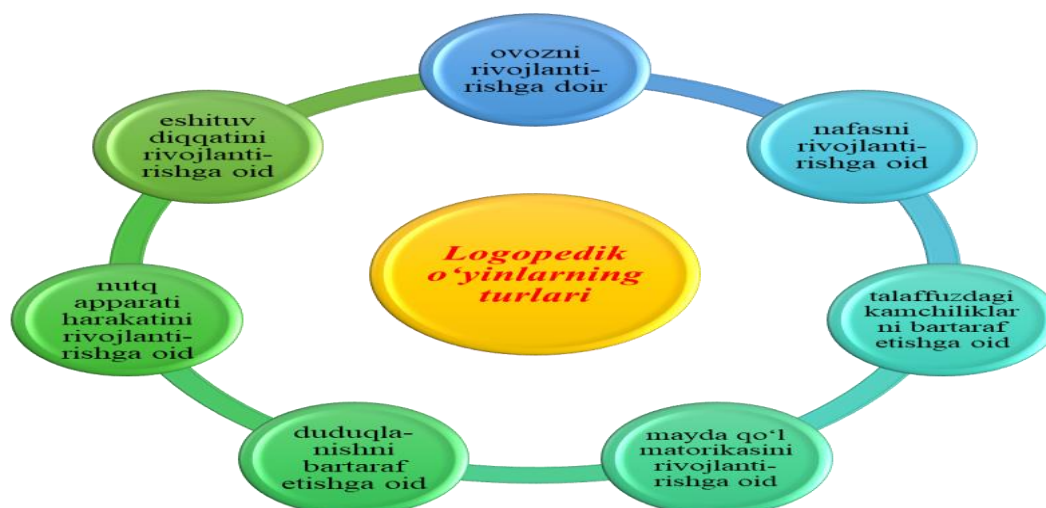 ovozni
rivojlanti-
rishga doir
nafasni
rivojlanti-
rishga oid
talaffuzdagi
kamchiliklar
ni bartaraf
etishga oid
mayda qo‘l
matorikasini
rivojlanti-
rishga oid
duduqla-
nishni
bartaraf
etishga oid
nutq
apparati
harakatini
rivojlanti-
rishga oid
eshituv
diqqatini
rivojlanti-
rishga oid
Logopedik
o‘yinlarning
turlari